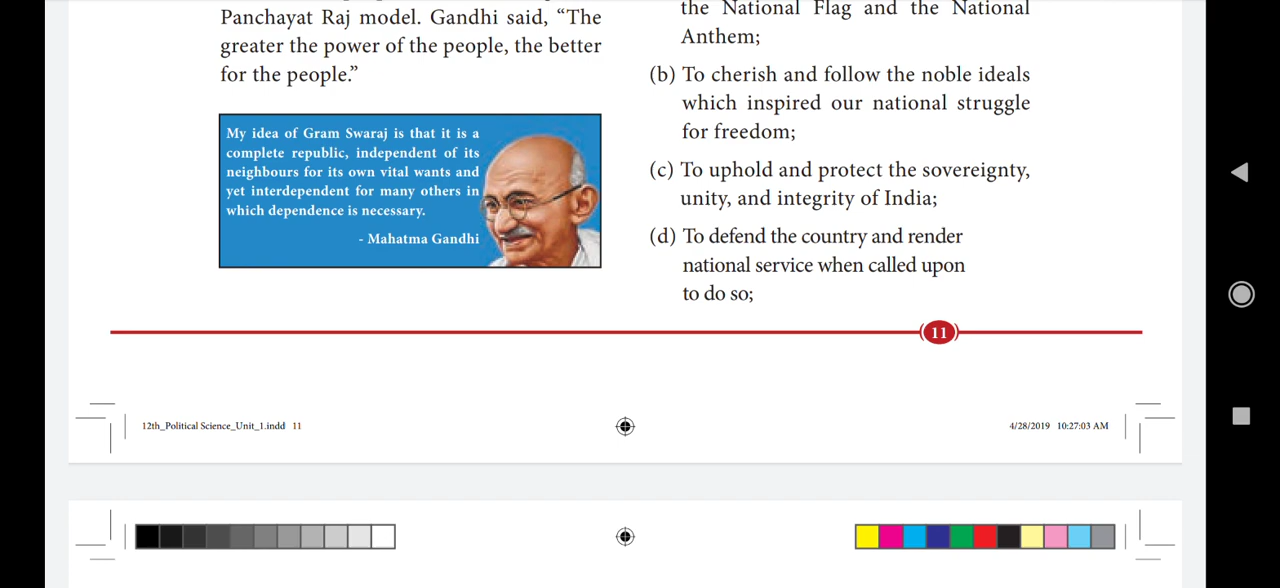 Panchayat Raj model. Gandhi said, “The
greater the power of the people, the better
for the people.”
My idea of Gram Swaraj is that it is a
complete republic, independent of its
neighbours for its own vital wants and
yet interdependent for many others in
which dependence is necessary.
- Mahatma Gandhi
the National Flag and the National
Anthem;
(b) To cherish and follow the noble ideals
which inspired our national struggle
for freedom;
(c) To uphold and protect the sovereignty,
unity, and integrity of India;
(d) To defend the country and render
national service when called upon
to do so;
11
12th_Political Science_Unit_1.indd 11
4/28/2019 10:27:03 AM